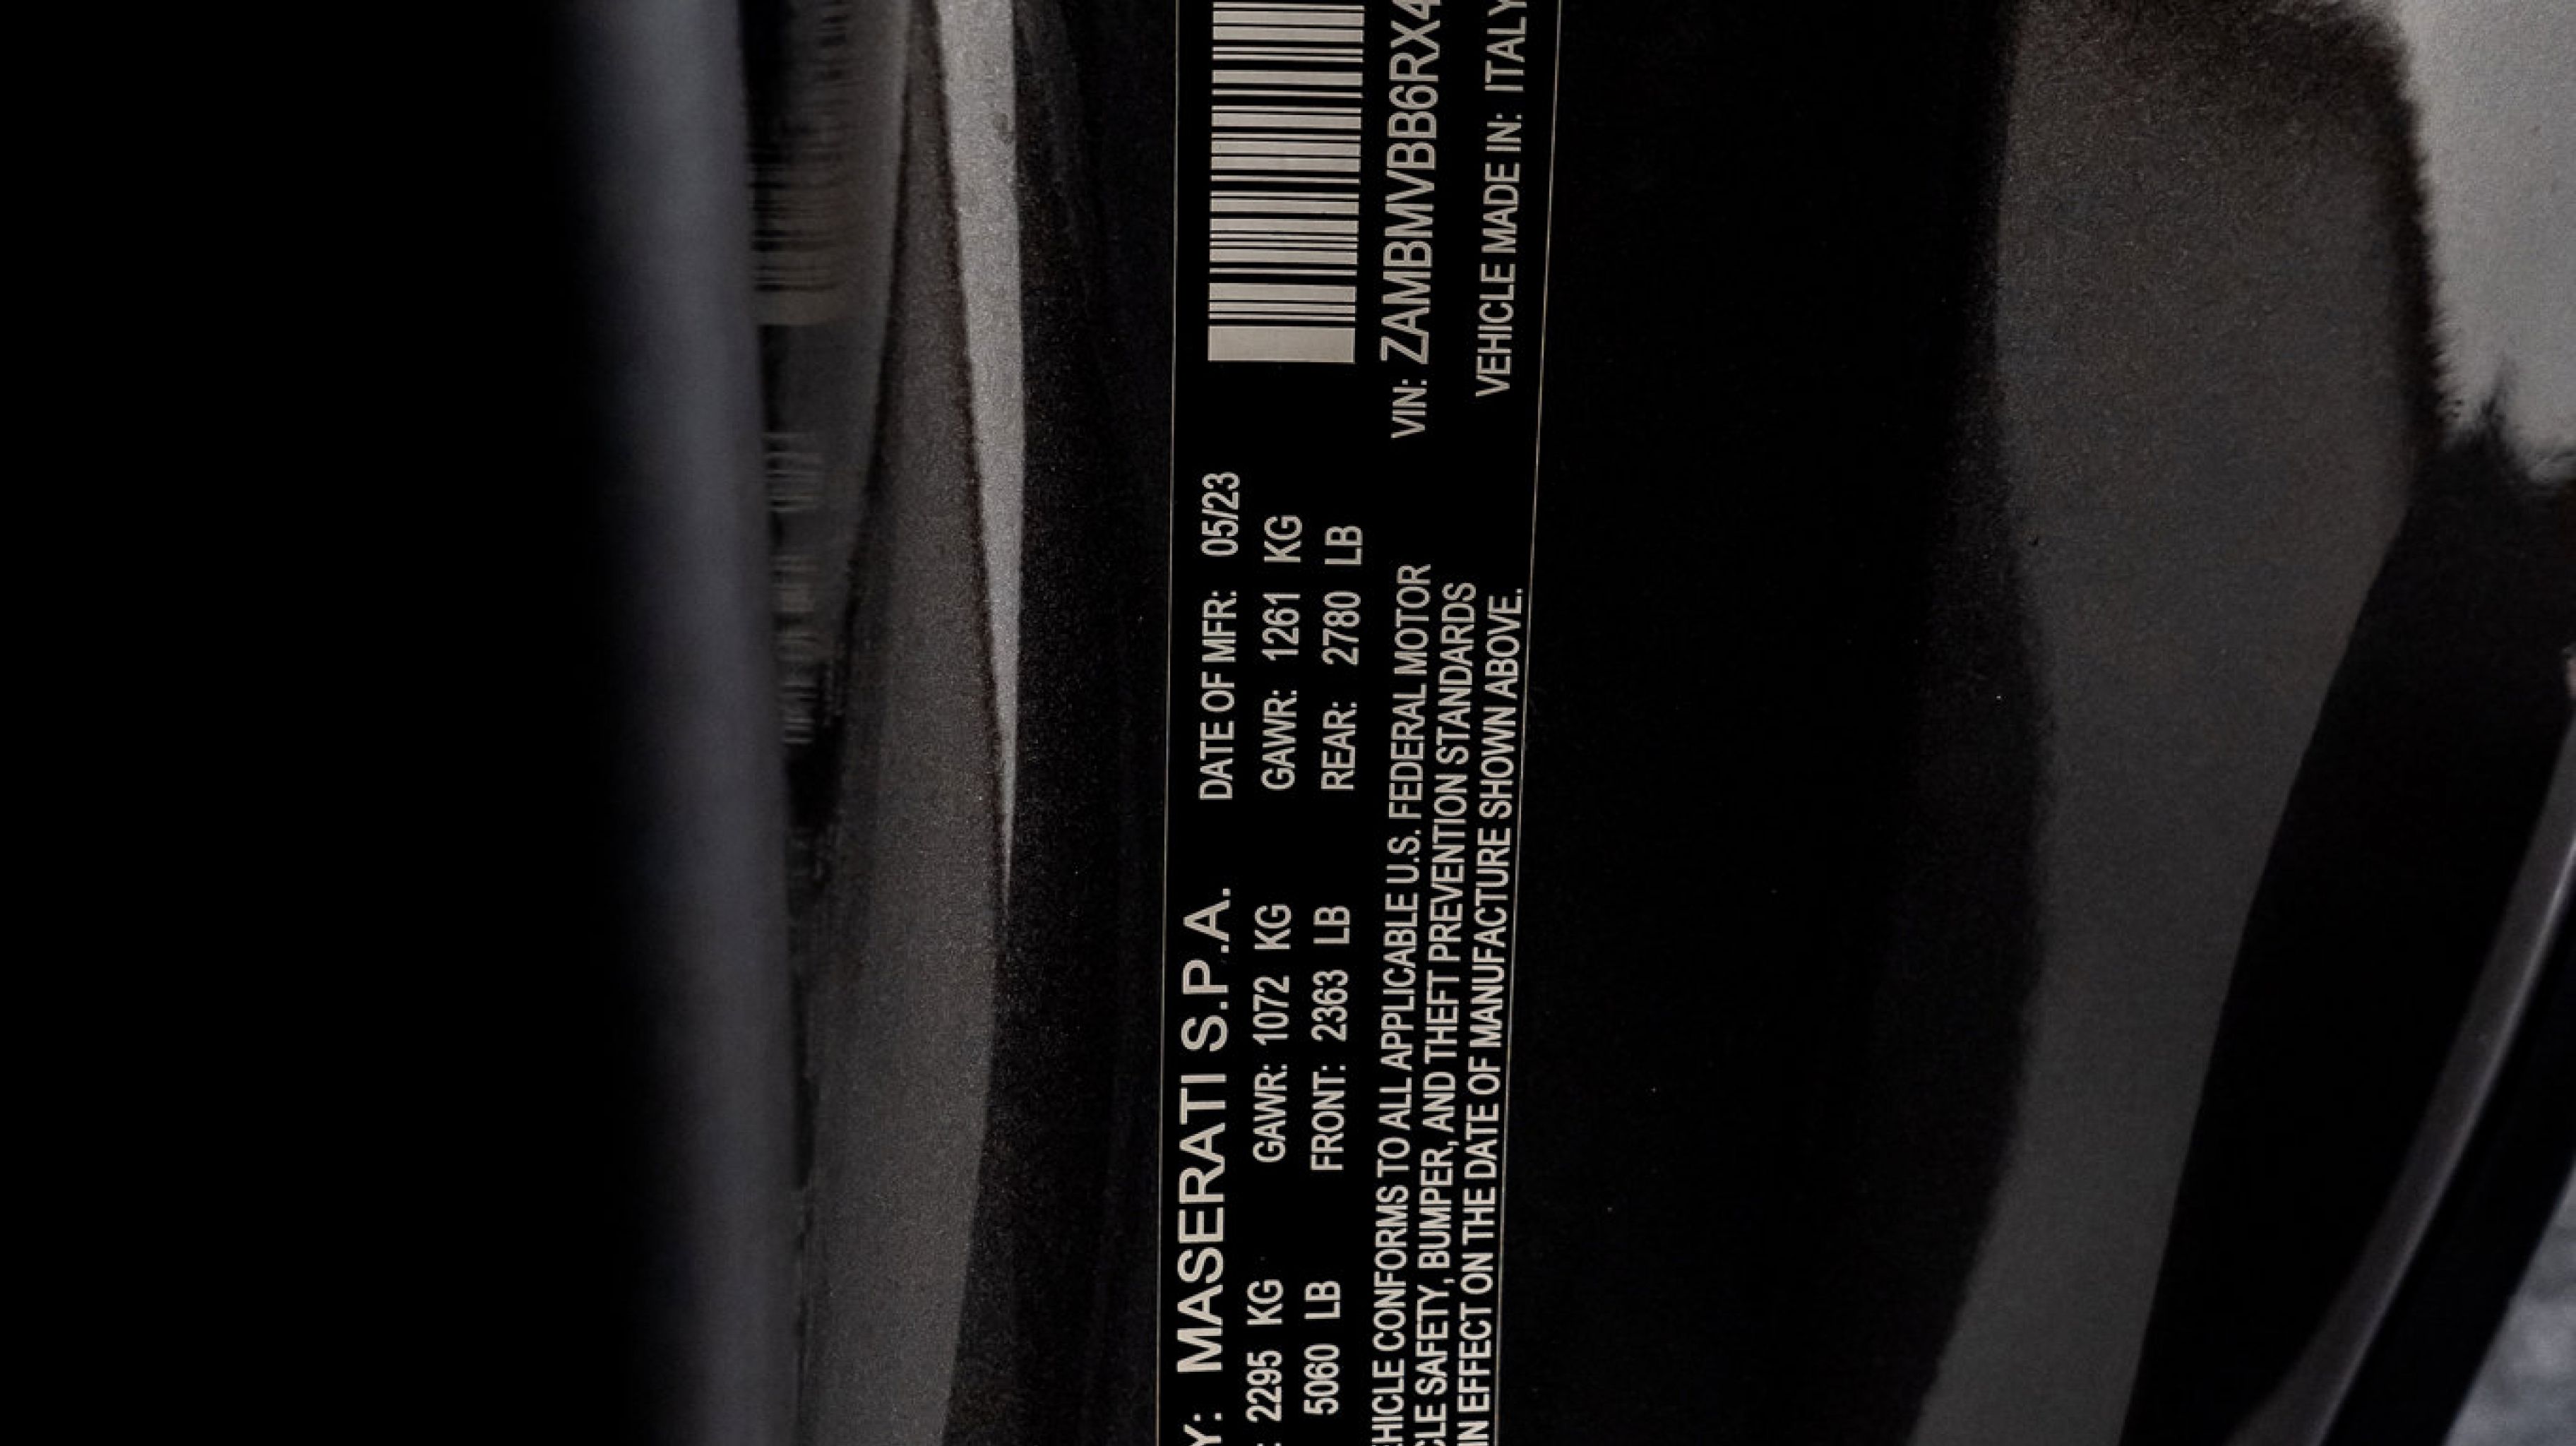 Y: MASERATI S.P.A. DATE OF MFR: 05/23
: 2295 KG GAWR: 1072 KG GAWR: 1261 KG
5060 LB FRONT: 2363 LB REAR: 2780 LB
EHICLE CONFORMS TO ALL APPLICABLE U.S. FEDERAL MOTOR
CLE SAFETY, BUMPER, AND THEFT PREVENTION STANDARDS
IN EFFECT ON THE DATE OF MANUFACTURE SHOWN ABOVE.
VIN: ZAMBMVBB6RX4
VEHICLE MADE IN: ITALY